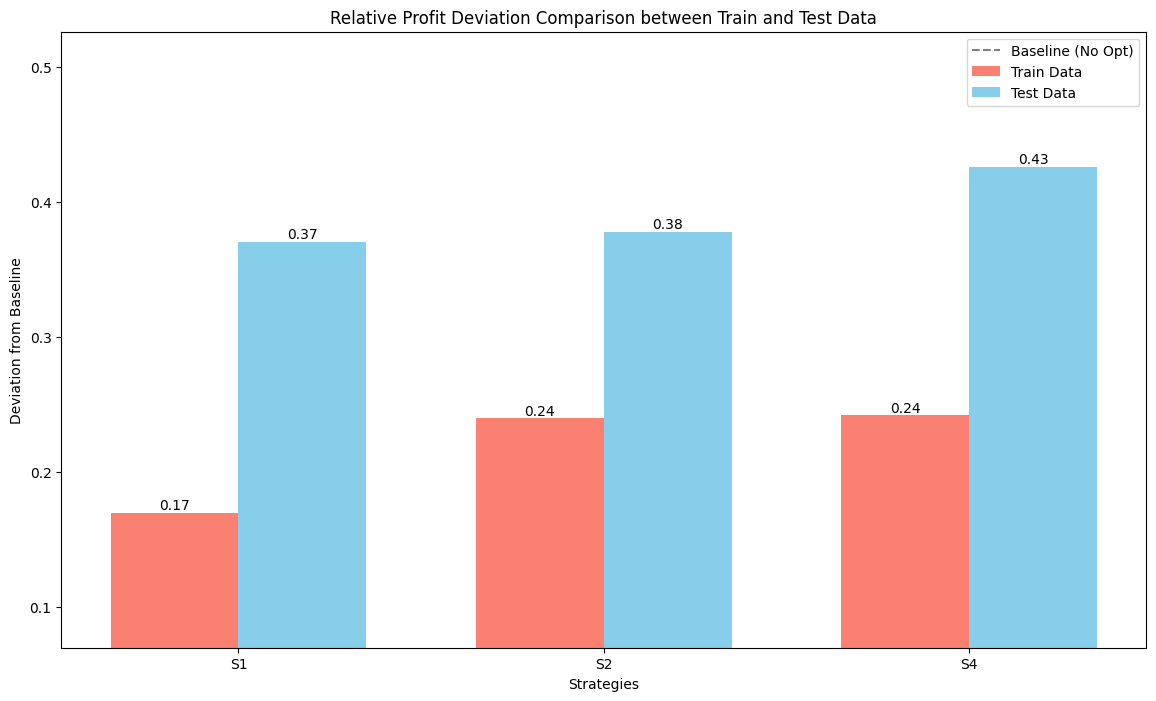 Relative Profit Deviation Comparison between Train and Test Data
Baseline (No Opt)
Train Data
Test Data
Deviation from Baseline
0.5
0.4
0.3
0.2
0.1
0.17
0.37
0.24
0.38
0.24
0.43
S1
S2
S4
Strategies